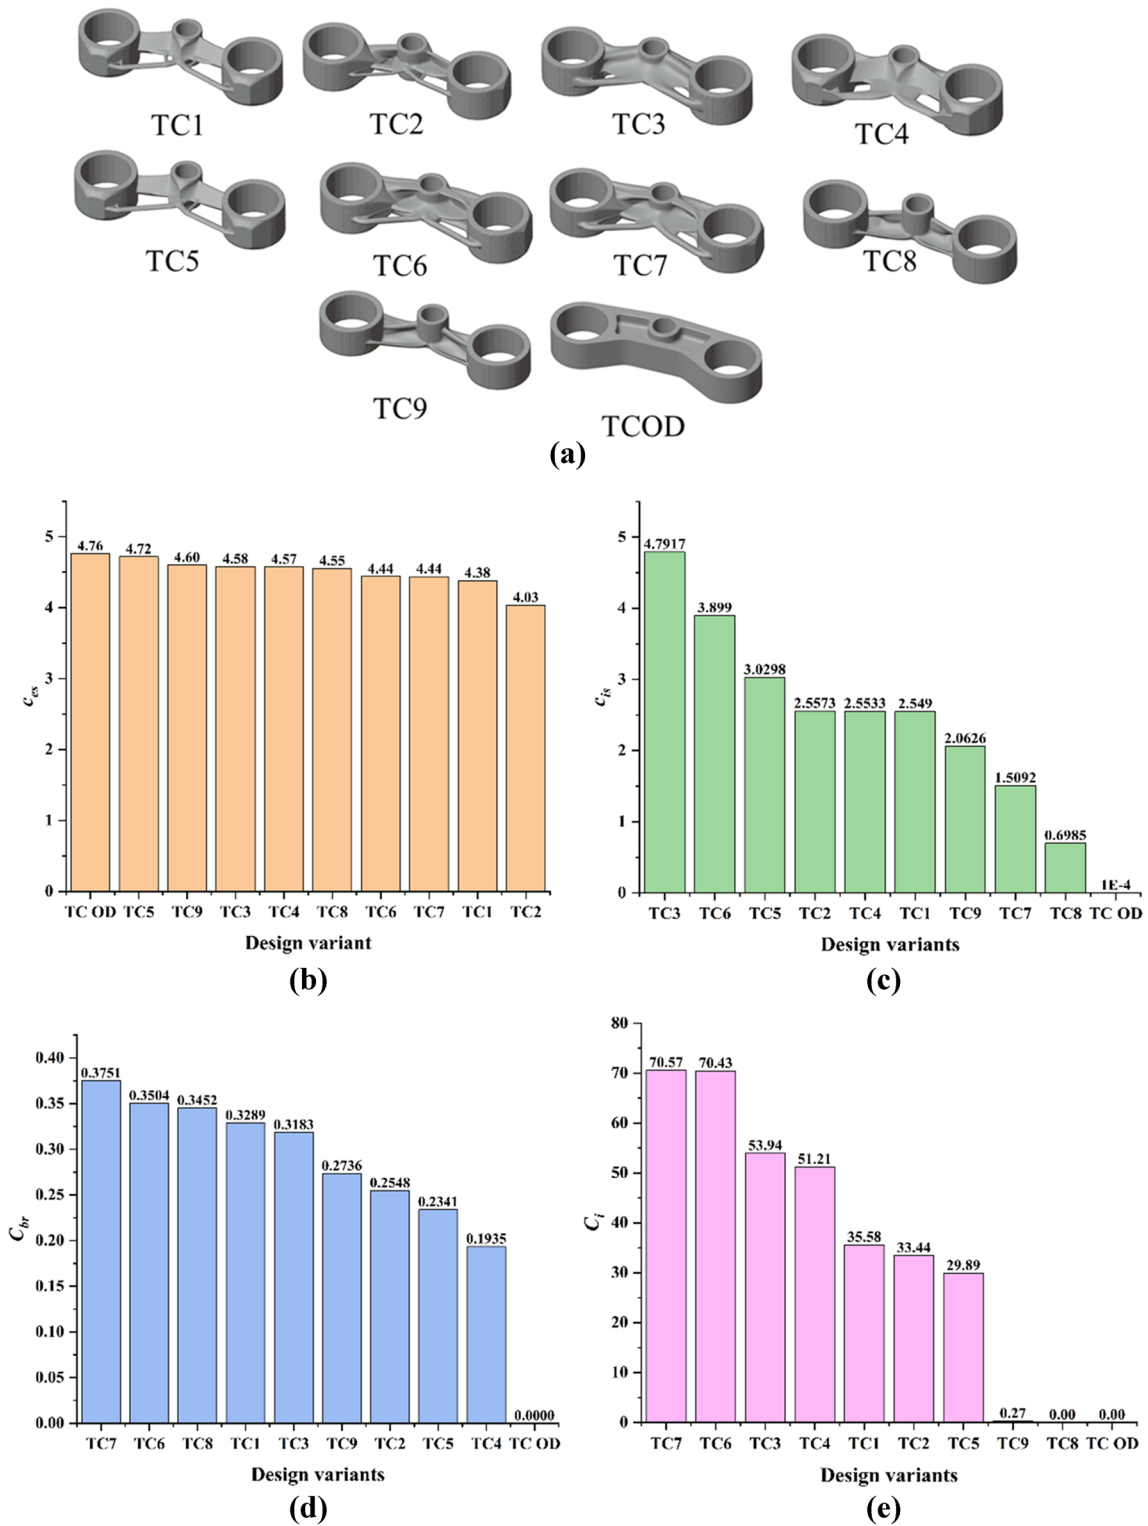 TC1 TC2 TC3 TC4
TC5 TC6 TC7 TC8
TC9 TCOD
(a)
5
4
3
2
1
0
c_es
4.76 4.72 4.60 4.58 4.57 4.55 4.44 4.44 4.38 4.03
TC OD TC5 TC9 TC3 TC4 TC8 TC6 TC7 TC1 TC2
Design variant
(b)
5
4
3
2
1
0
c_is
4.7917 3.899 3.0298 2.5573 2.5533 2.549 2.0626 1.5092 0.6985 1E-4
TC3 TC6 TC5 TC2 TC4 TC1 TC9 TC7 TC8 TC OD
Design variants
(c)
0.40
0.35
0.30
0.25
0.20
0.15
0.10
0.05
0.00
C_br
0.3751 0.3504 0.3452 0.3289 0.3183 0.2736 0.2548 0.2341 0.1935 0.0000
TC7 TC6 TC8 TC1 TC3 TC9 TC2 TC5 TC4 TC OD
Design variants
(d)
80
70
60
50
40
30
20
10
0
C_i
70.57 70.43 53.94 51.21 35.58 33.44 29.89 0.27 0.00 0.00
TC7 TC6 TC3 TC4 TC1 TC2 TC5 TC9 TC8 TC OD
Design variants
(e)